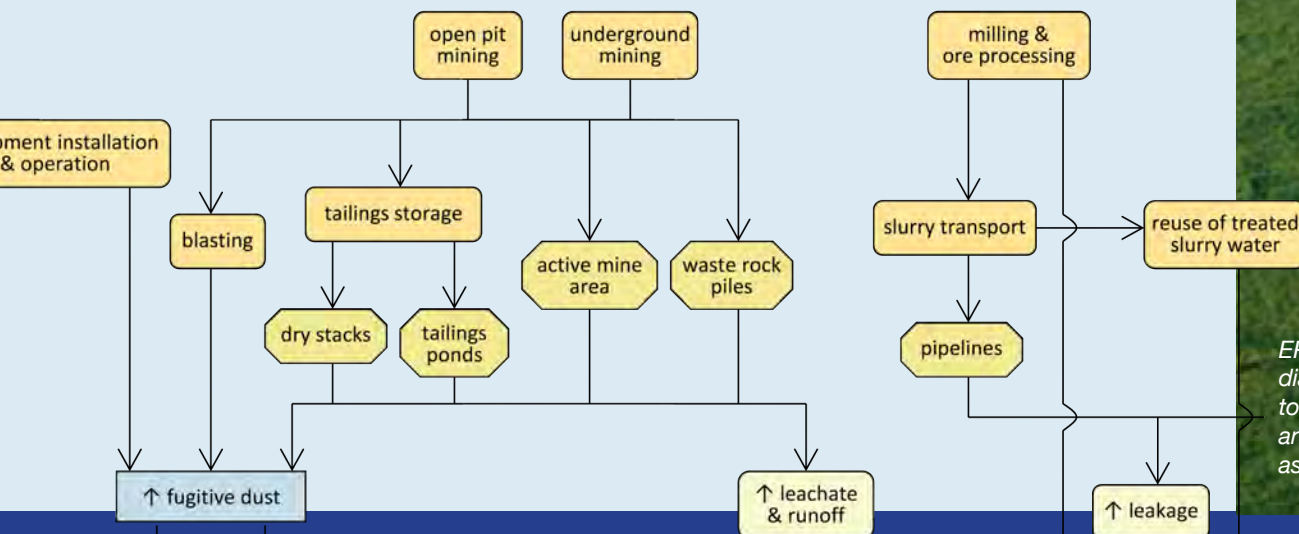 open pit
mining
underground
mining
milling &
ore processing
installation
& operation
blasting
tailings storage
slurry transport
reuse of treated
slurry water
active mine
area
waste rock
piles
dry stacks
tailings
ponds
pipelines
↑ fugitive dust
↑ leachate
& runoff
↑ leakage